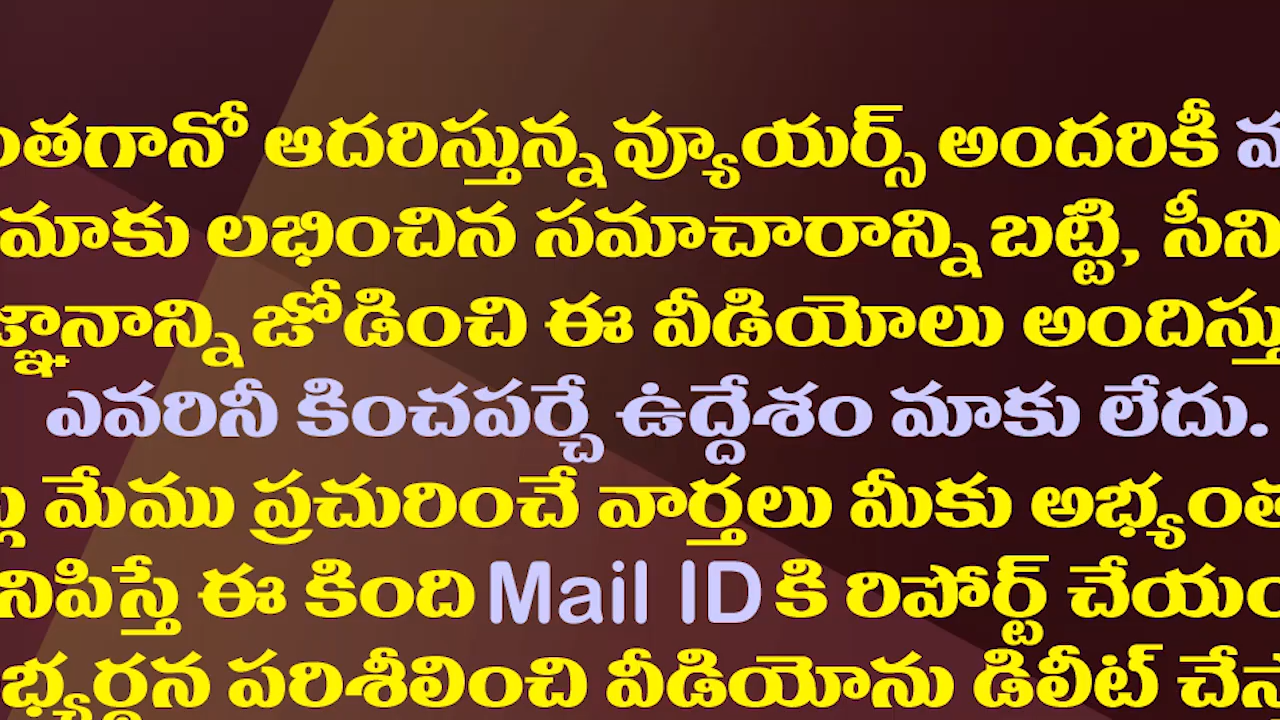 ంతగానో ఆదరిస్తున్న వ్యూయర్స్ అందరికీ
మాకు లభించిన సమాచారాన్ని బట్టి, సీని
జ్ఞానాన్ని జోడించి ఈ వీడియోలు అందిస్తు
ఎవరినీ కించపర్చే ఉద్దేశం మాకు లేదు.
ల్ల మేము ప్రచురించే వార్తలు మీకు అభ్యంత
నిపిస్తే ఈ కింది Mail ID కి రిపోర్ట్ చేయం
భ్యర్థన పరిశీలించి వీడియోను డిలీట్ చేస